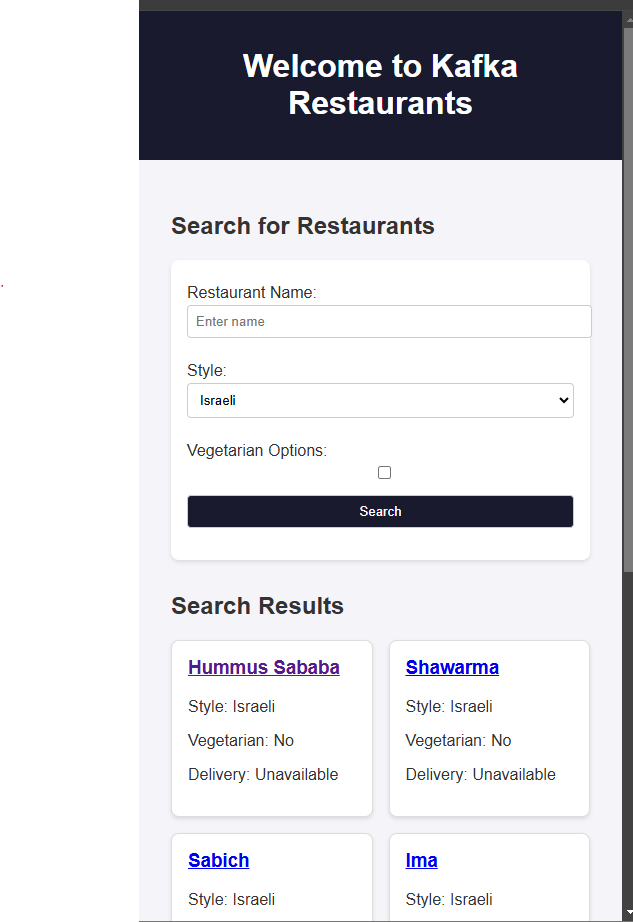 Welcome to Kafka
Restaurants
Search for Restaurants
Restaurant Name:
Enter name
Style:
Israeli
Vegetarian Options:
Search
Search Results
Hummus Sababa
Style: Israeli
Vegetarian: No
Delivery: Unavailable
Shawarma
Style: Israeli
Vegetarian: No
Delivery: Unavailable
Sabich
Style: Israeli
Ima
Style: Israeli